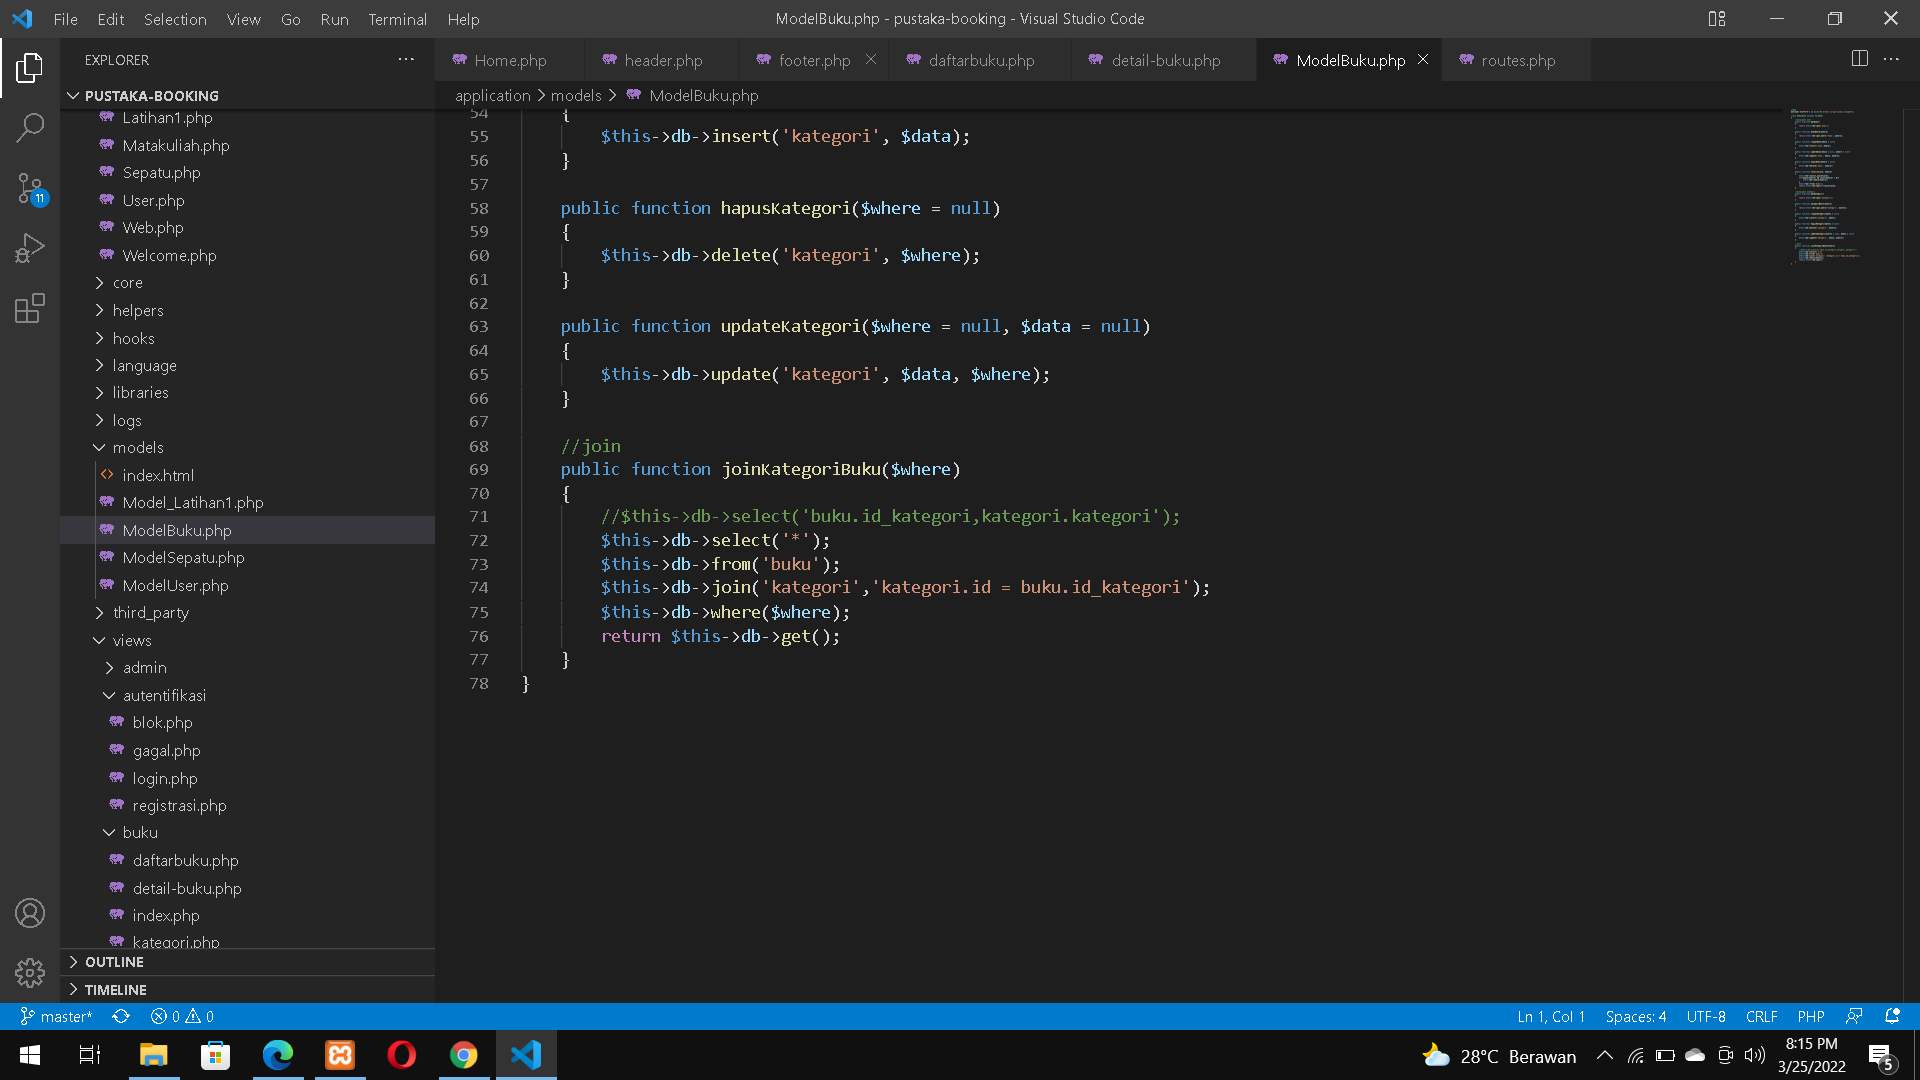 File Edit Selection View Go Run Terminal Help
ModelBuku.php - pustaka-booking - Visual Studio Code
EXPLORER
PUSTAKA-BOOKING
Latihan1.php
Matakuliah.php
Sepatu.php
User.php
Web.php
Welcome.php
core
helpers
hooks
language
libraries
logs
models
index.html
Model_Latihan1.php
ModelBuku.php
ModelSepatu.php
ModelUser.php
third_party
views
admin
autentifikasi
blok.php
gagal.php
login.php
registrasi.php
buku
daftarbuku.php
detail-buku.php
index.php
kategori.php
OUTLINE
TIMELINE
11
Home.php header.php footer.php daftarbuku.php detail-buku.php ModelBuku.php routes.php
application > models > ModelBuku.php
54 {
55 $this->db->insert('kategori', $data);
56 }
57
58 public function hapusKategori($where = null)
59 {
60 $this->db->delete('kategori', $where);
61 }
62
63 public function updateKategori($where = null, $data = null)
64 {
65 $this->db->update('kategori', $data, $where);
66 }
67
68 //join
69 public function joinKategoriBuku($where)
70 {
71 //$this->db->select('buku.id_kategori,kategori.kategori');
72 $this->db->select('*');
73 $this->db->from('buku');
74 $this->db->join('kategori','kategori.id = buku.id_kategori');
75 $this->db->where($where);
76 return $this->db->get();
77 }
78 }
master* 0 0 Ln 1, Col 1 Spaces: 4 UTF-8 CRLF PHP
28°C Berawan
8:15 PM
3/25/2022
5